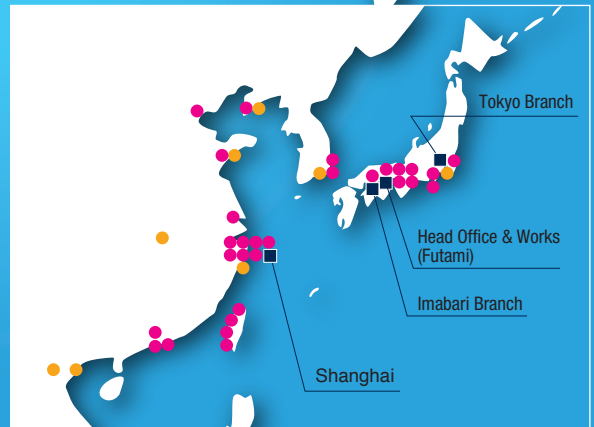 Tokyo Branch
Head Office & Works
(Futami)
Imabari Branch
Shanghai